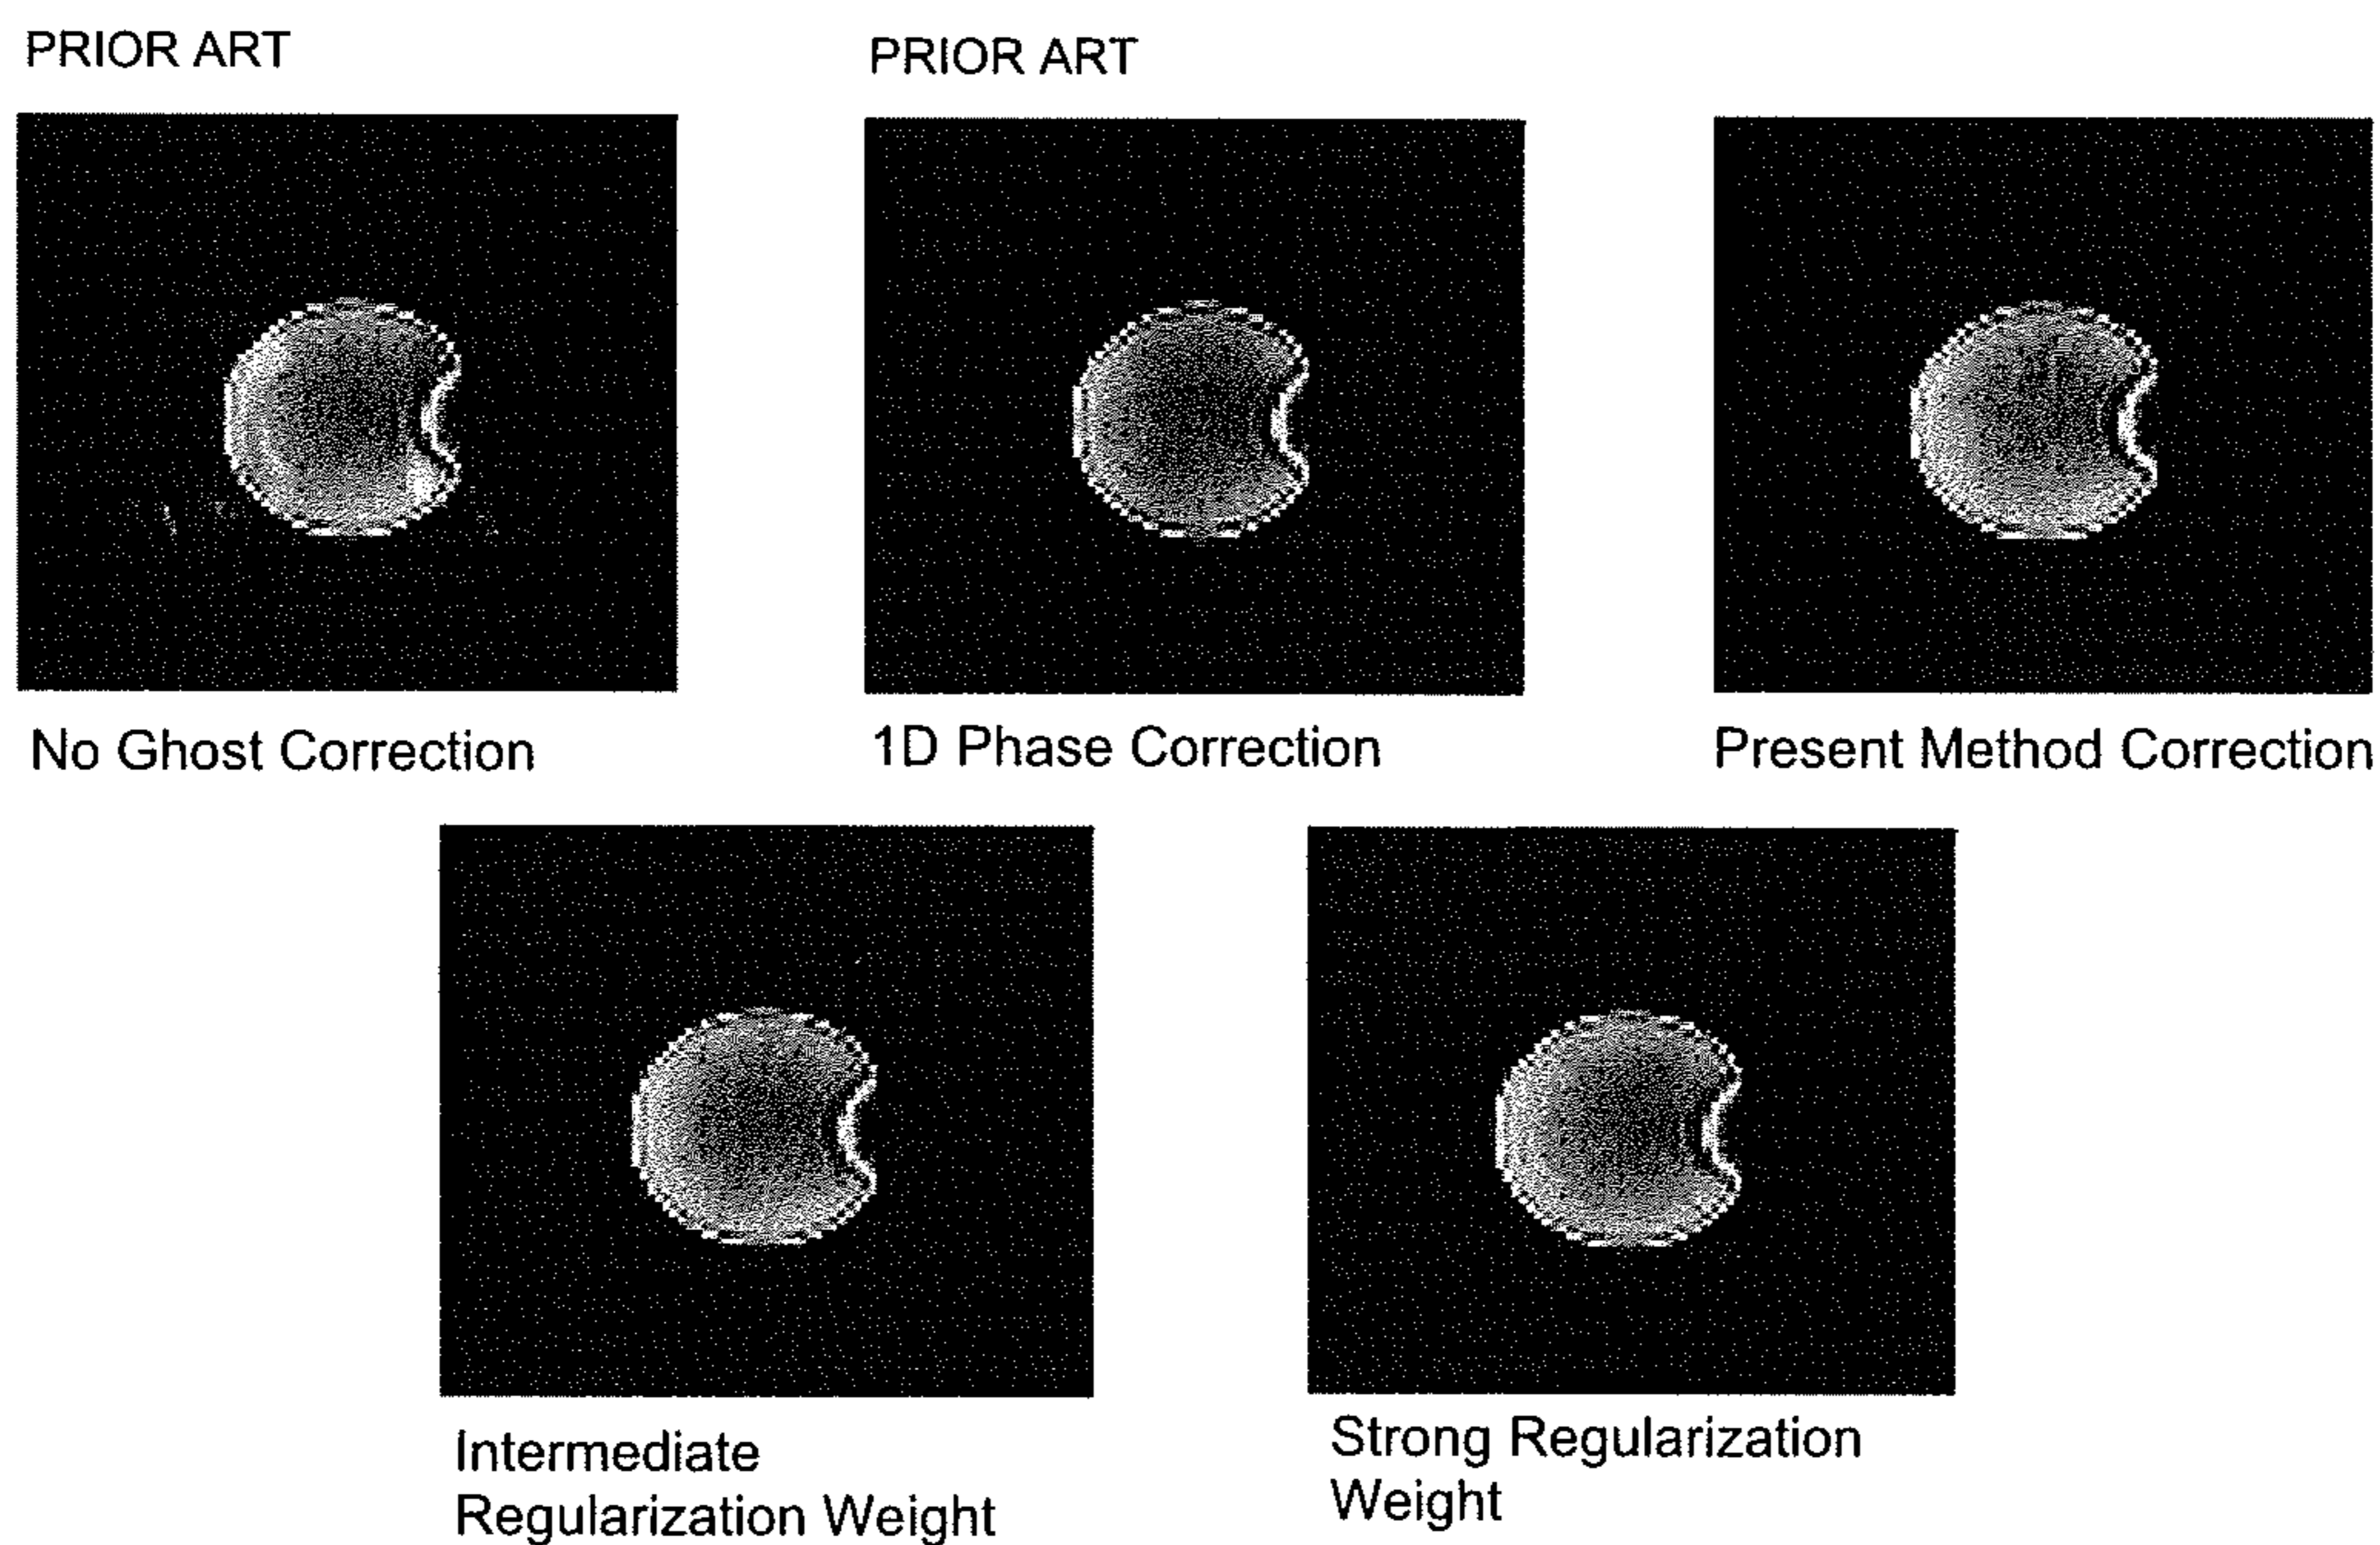 PRIOR ART
PRIOR ART
No Ghost Correction
1D Phase Correction
Present Method Correction
Intermediate
Regularization Weight
Strong Regularization
Weight